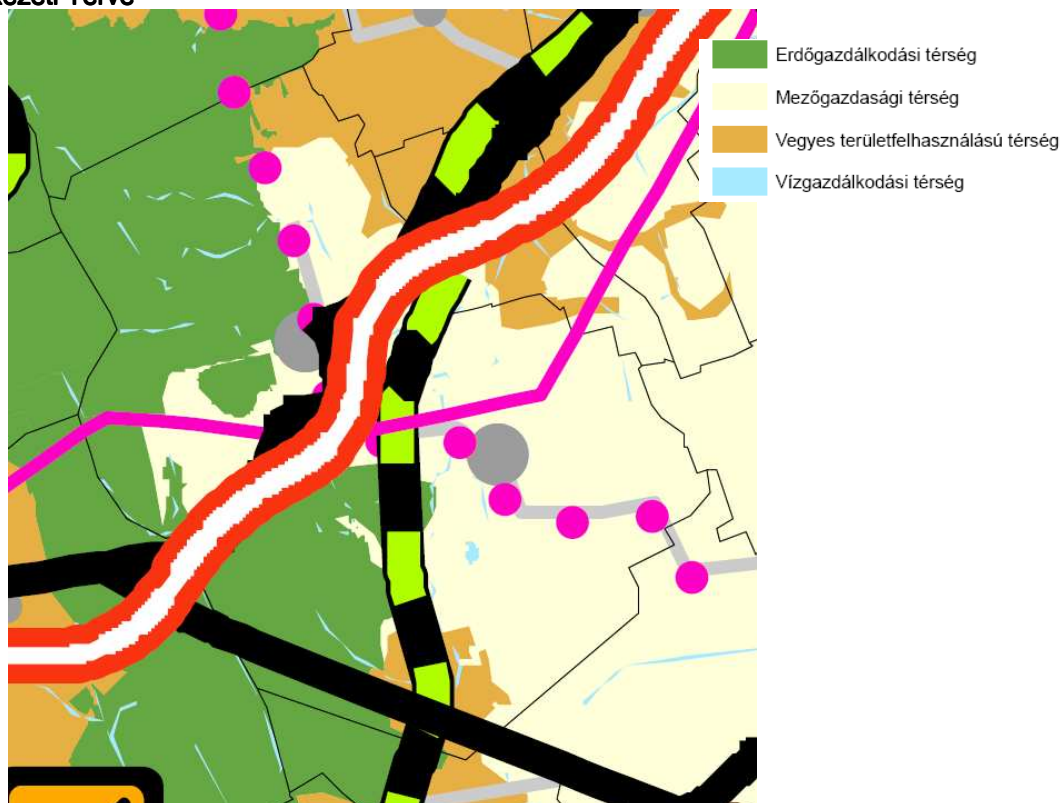 Erdőgazdálkodási térség
Mezőgazdasági térség
Vegyes területfelhasználású térség
Vízgazdálkodási térség